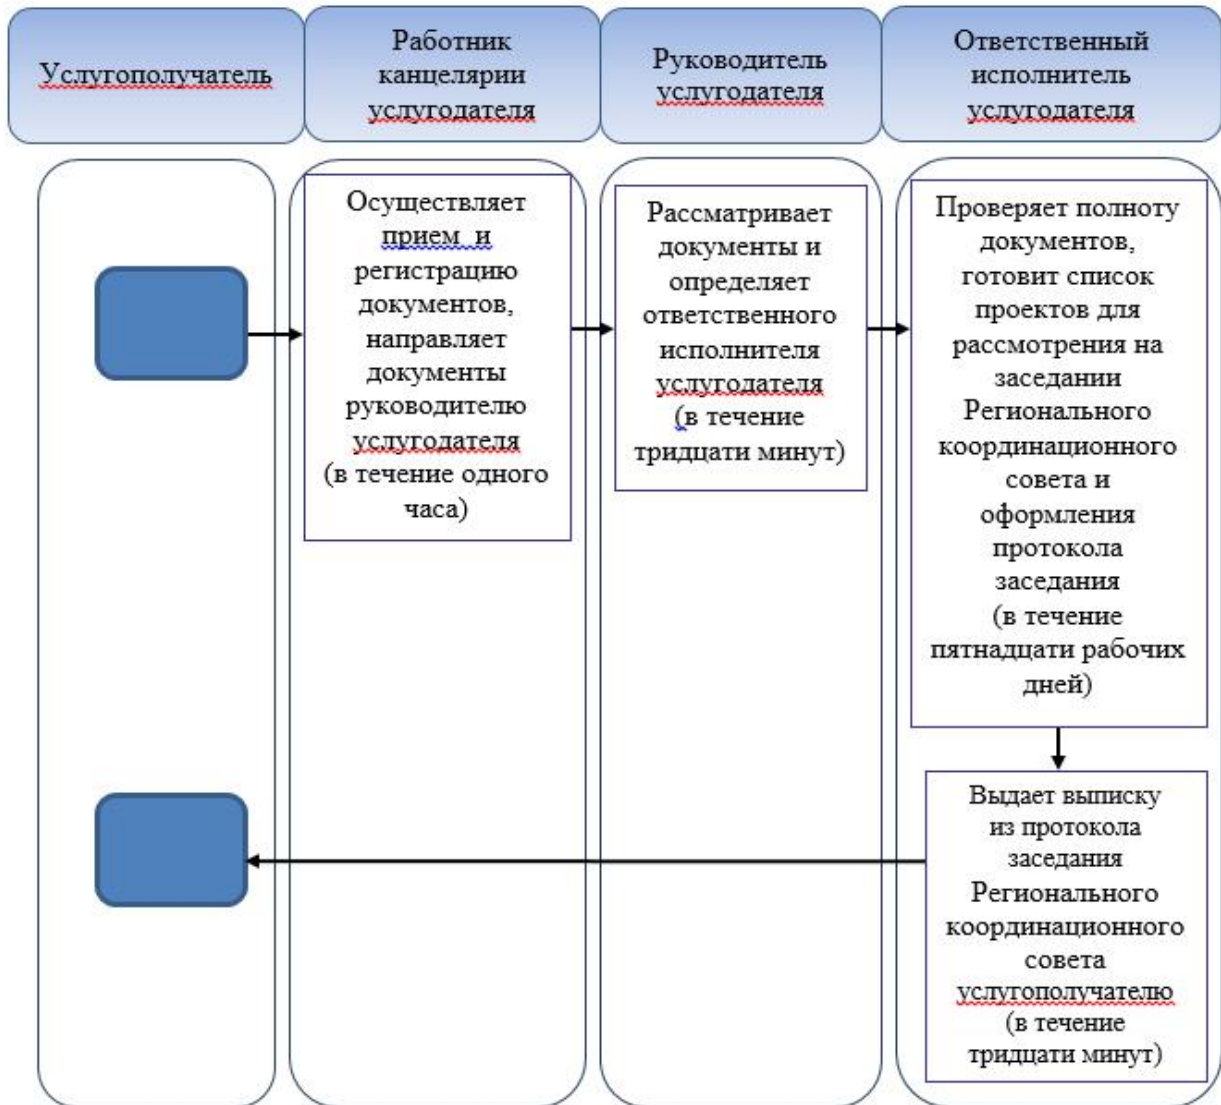 Услугополучатель
Работник
канцелярии
услугодателя
Руководитель
услугодателя
Ответственный
исполнитель
услугодателя
Осуществляет
прием и
регистрацию
документов,
направляет
документы
руководителю
услугодателя
(в течение одного
часа)
Рассматривает
документы и
определяет
ответственного
исполнителя
услугодателя
(в течение
тридцати минут)
Проверяет полноту
документов,
готовит список
проектов для
рассмотрения на
заседании
Регионального
координационного
совета и
оформления
протокола
заседания
(в течение
пятнадцати рабочих
дней)
Выдает выписку
из протокола
заседания
Регионального
координационного
совета
услугополучателю
(в течение
тридцати минут)